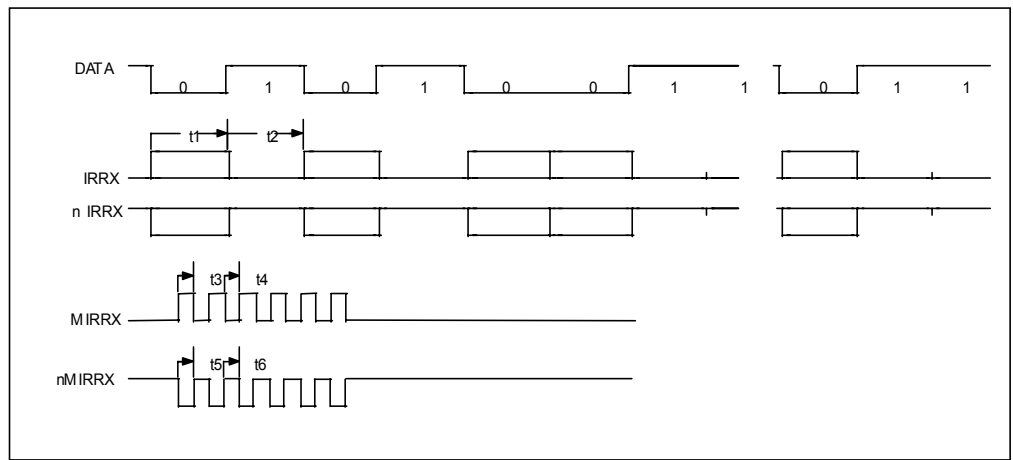 DATA
0 1 0 1 0 0 1 1 0 1 1
t1 t2
IRRX
n IRRX
t3 t4
MIRRX
t5 t6
nMIRRX